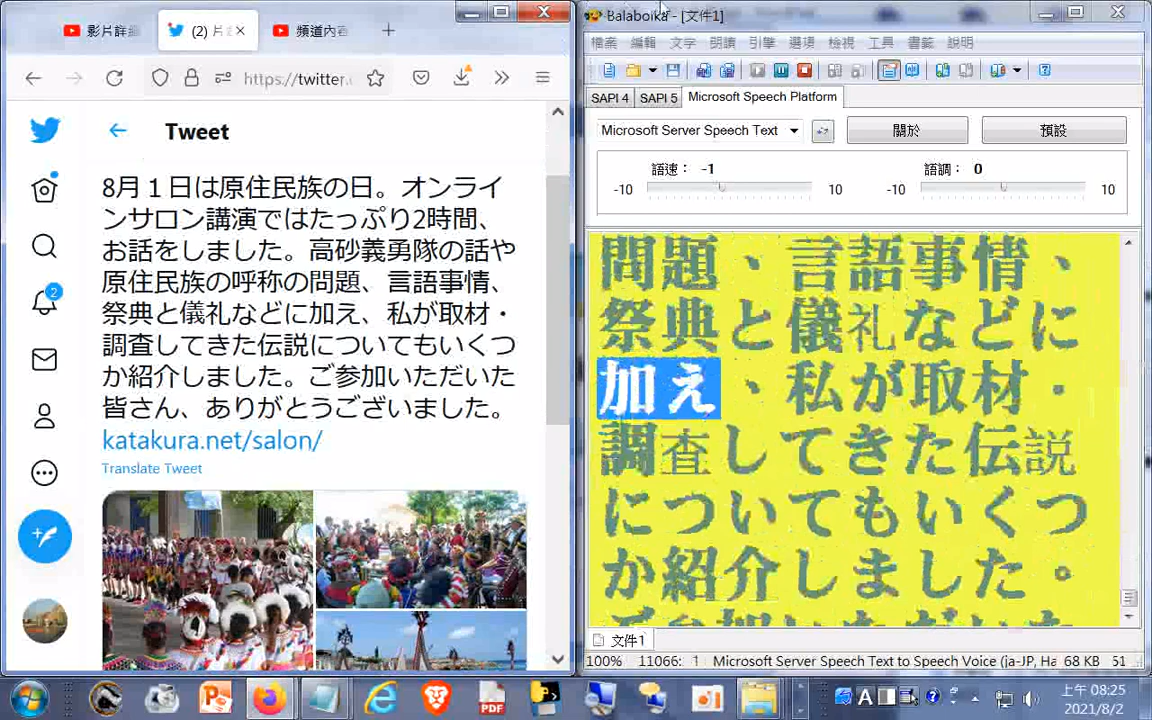 影片詳細
(2) 片
頻道內容
https://twitter.
Tweet
8月１日は原住民族の日。オンライ
ンサロン講演ではたっぷり2時間、
お話をしました。高砂義勇隊の話や
原住民族の呼称の問題、言語事情、
祭典と儀礼などに加え、私が取材・
調査してきた伝説についてもいくつ
か紹介しました。ご参加いただいた
皆さん、ありがとうございました。
katakura.net/salon/
Translate Tweet
2
Balabolka - [文件1]
檔案 編輯 文字 朗讀 引擎 選項 檢視 工具 書籤 說明
SAPI 4 SAPI 5 Microsoft Speech Platform
Microsoft Server Speech Text
關於
預設
語速： -1
語調： 0
-10 10 -10 10
問題、言語事情、
祭典と儀礼などに
加え、私が取材・
調査してきた伝説
についてもいくつ
か紹介しました。
文件1
100% 11066: 1 Microsoft Server Speech Text to Speech Voice (ja-JP, Ha 68 KB 51
PDF
上午 08:25
2021/8/2